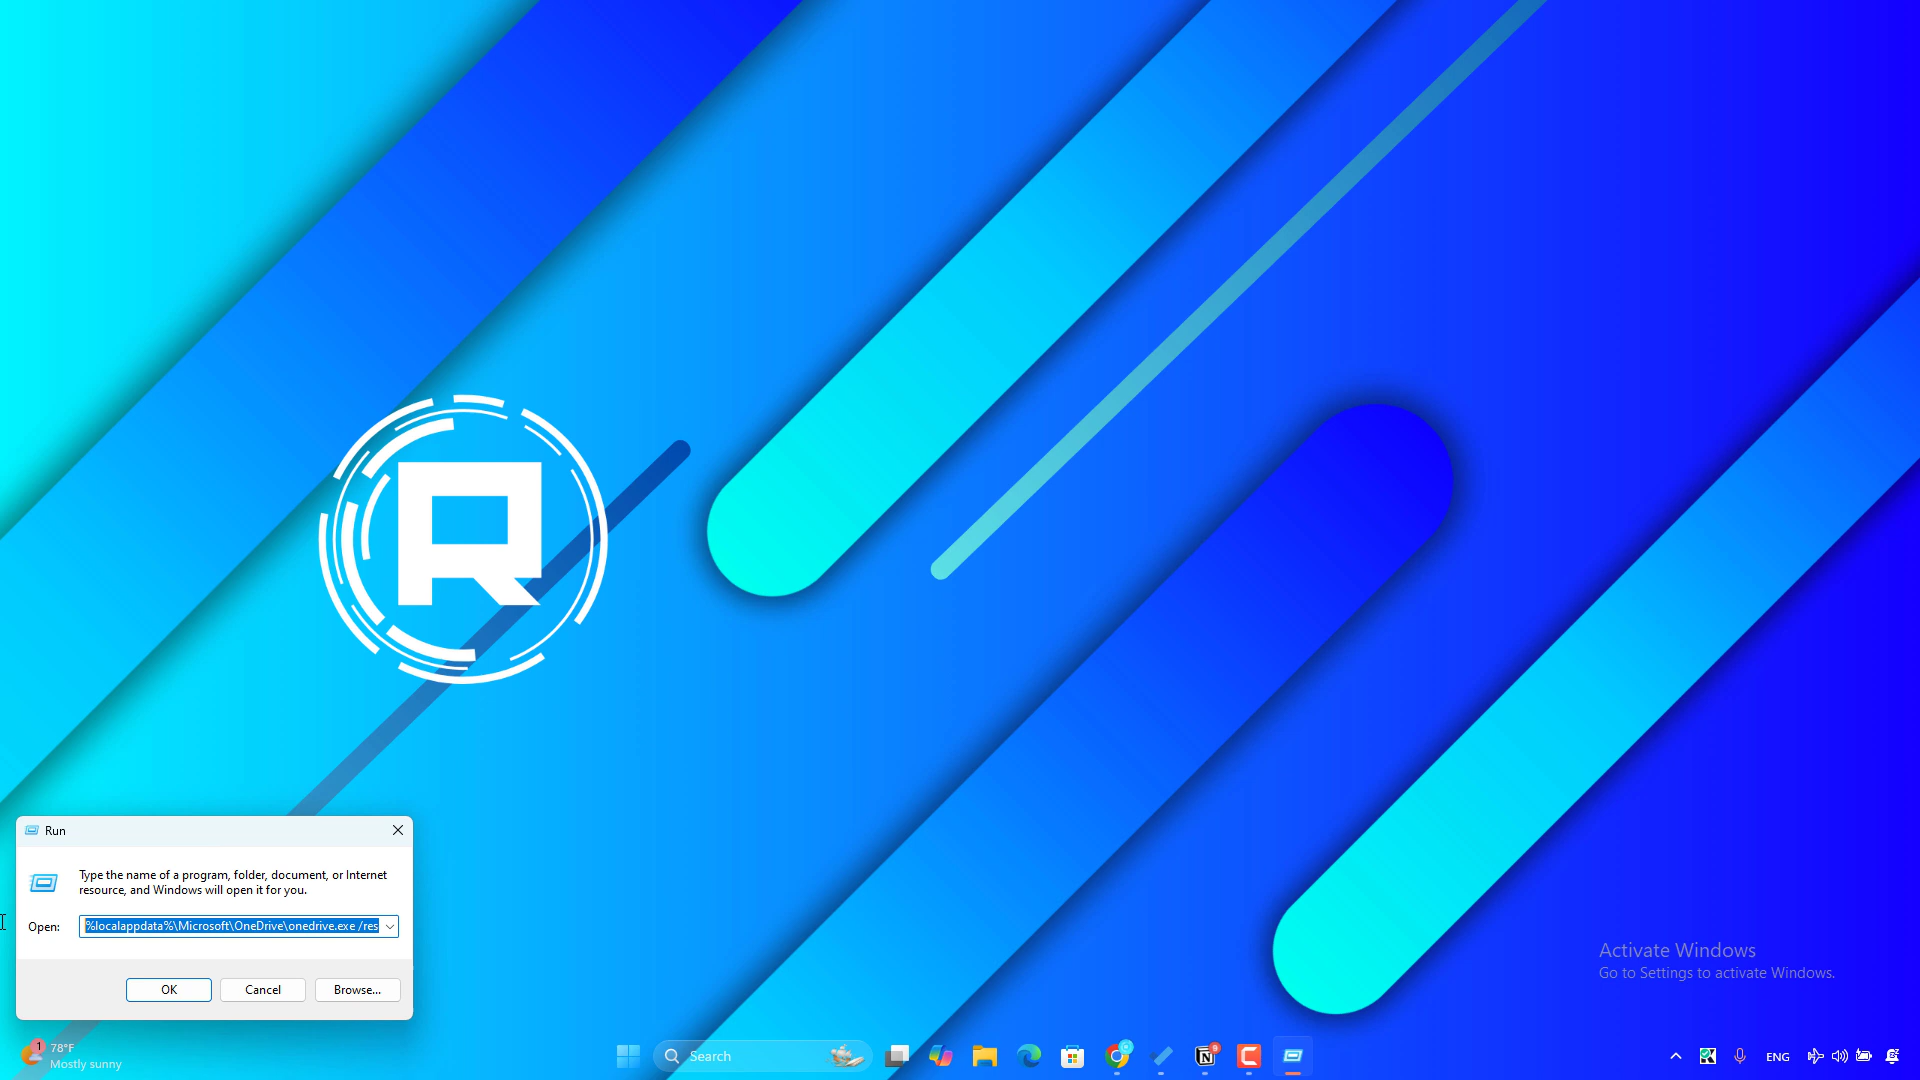 R
Run
Type the name of a program, folder, document, or Internet
resource, and Windows will open it for you.
Open:
%localappdata%\Microsoft\OneDrive\onedrive.exe /res
OK
Cancel
Browse...
Activate Windows
Go to Settings to activate Windows.
1
78°F
Mostly sunny
Search
9
ENG